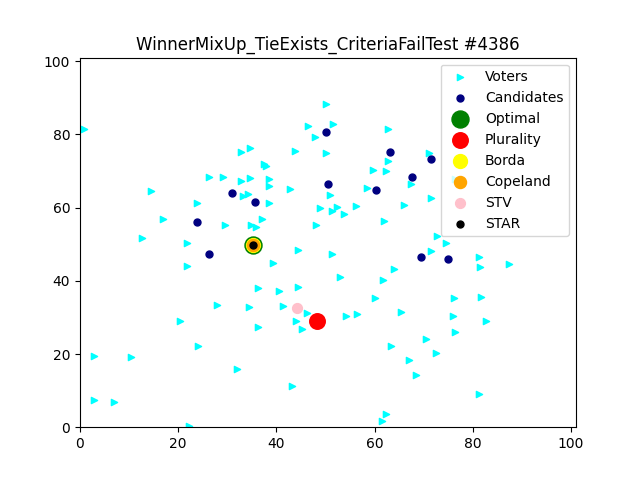 WinnerMixUp_TieExists_CriteriaFailTest #4386
100
80
60
40
20
0
0 20 40 60 80 100
Voters
Candidates
Optimal
Plurality
Borda
Copeland
STV
STAR